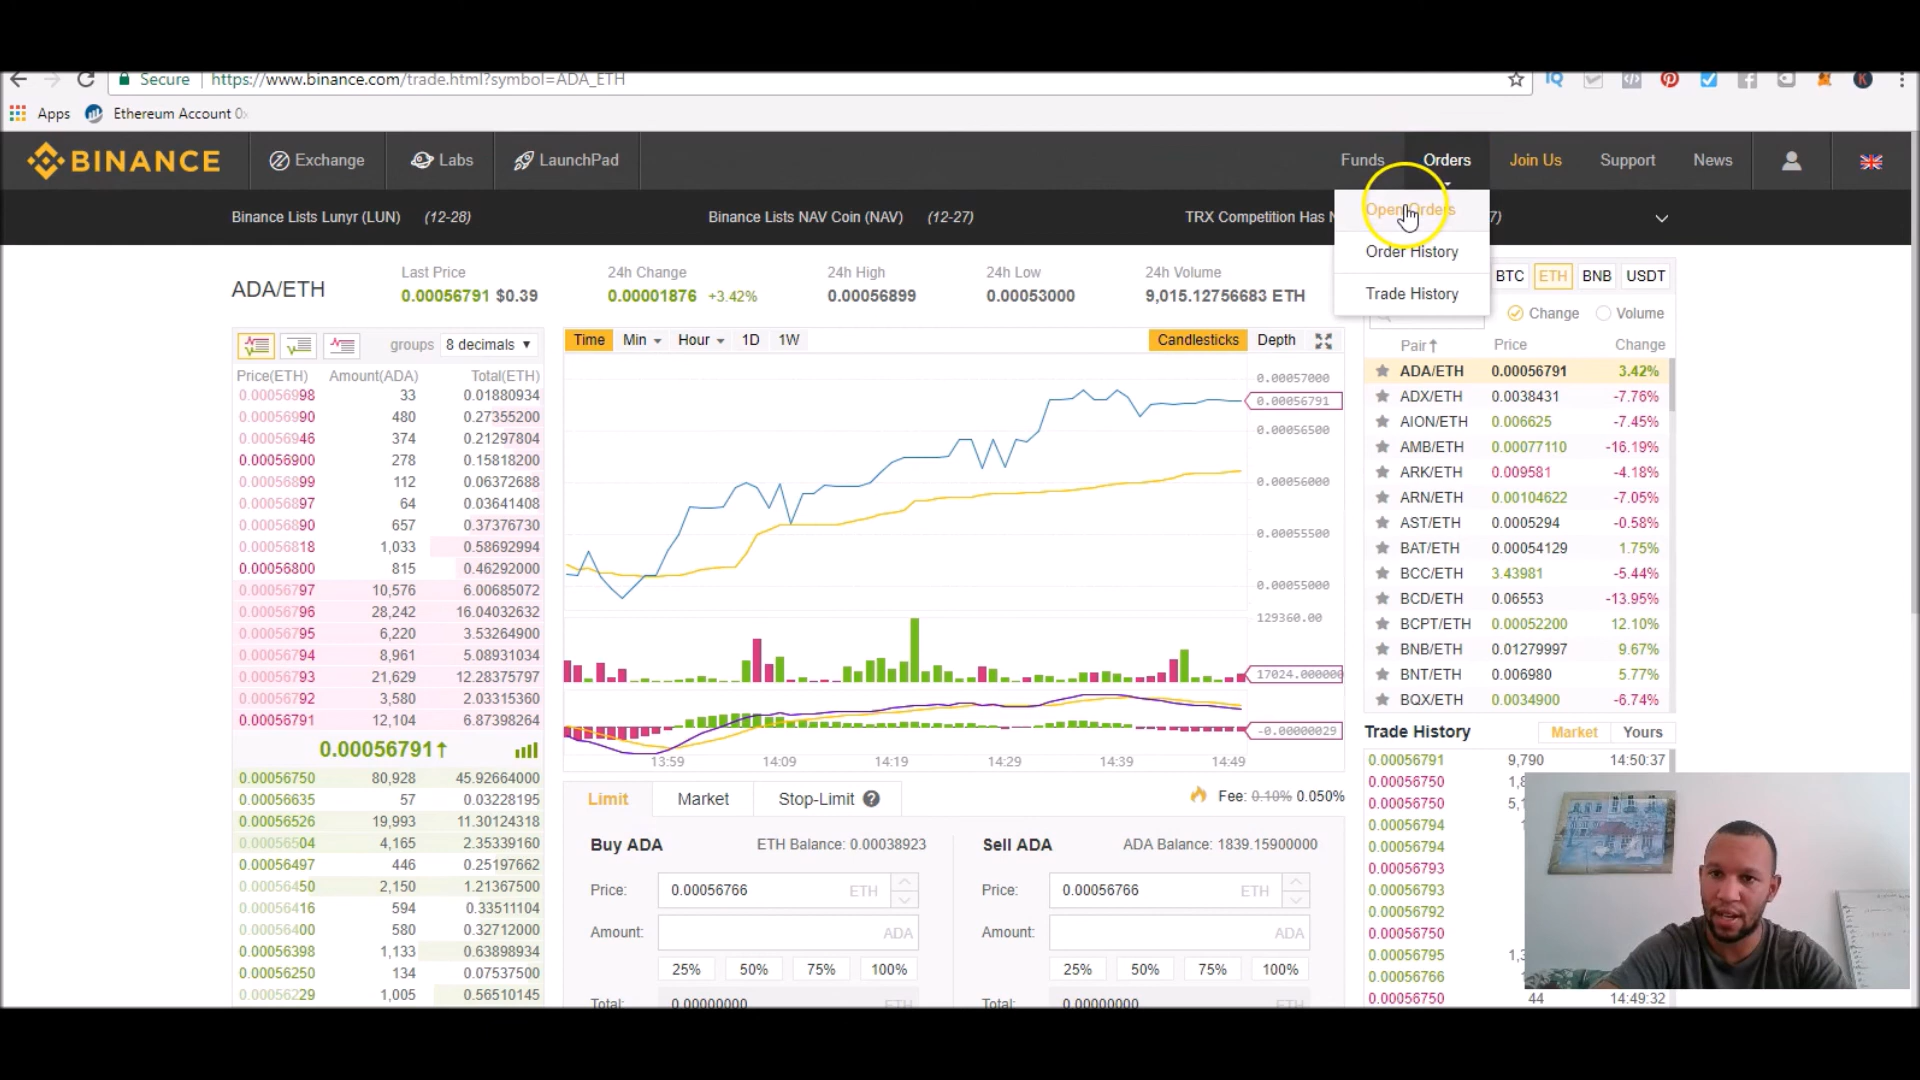 Secure https://www.binance.com/trade.html?symbol=ADA_ETH
Apps Ethereum Account 0x
BINANCE Exchange Labs LaunchPad Funds Orders Join Us Support News
Binance Lists Lunyr (LUN) (12-28) Binance Lists NAV Coin (NAV) (12-27) TRX Competition Has 7)
Open Orders
Order History
Trade History
ADA/ETH
Last Price 24h Change 24h High 24h Low 24h Volume
0.00056791 $0.39 0.00001876 +3.42% 0.00056899 0.00053000 9,015.12756683 ETH
BTC ETH BNB USDT
Change Volume
groups 8 decimals
Price(ETH) Amount(ADA) Total(ETH)
0.00056998 33 0.01880934
0.00056990 480 0.27355200
0.00056946 374 0.21297804
0.00056900 278 0.15818200
0.00056899 112 0.06372688
0.00056897 64 0.03641408
0.00056890 657 0.37376730
0.00056818 1,033 0.58692994
0.00056800 815 0.46292000
0.00056797 10,576 6.00685072
0.00056796 28,242 16.04032632
0.00056795 6,220 3.53264900
0.00056794 8,961 5.08931034
0.00056793 21,629 12.28375797
0.00056792 3,580 2.03315360
0.00056791 12,104 6.87398264
0.00056791↑
0.00056750 80,928 45.92664000
0.00056635 57 0.03228195
0.00056526 19,993 11.30124318
0.00056504 4,165 2.35339160
0.00056497 446 0.25197662
0.00056450 2,150 1.21367500
0.00056416 594 0.33511104
0.00056400 580 0.32712000
0.00056398 1,133 0.63898934
0.00056250 134 0.07537500
0.00056229 1,005 0.56510145
Time Min Hour 1D 1W Candlesticks Depth
0.00057000
0.00056791
0.00056500
0.00056000
0.00055500
0.00055000
129360.00
17024.000000
-0.00000029
13:59 14:09 14:19 14:29 14:39 14:49
Limit Market Stop-Limit ? Fee: 0.10% 0.050%
Buy ADA ETH Balance: 0.00038923
Price: 0.00056766 ETH
Amount: ADA
25% 50% 75% 100%
Total: 0.00000000 ETH
Sell ADA ADA Balance: 1839.15900000
Price: 0.00056766 ETH
Amount: ADA
25% 50% 75% 100%
Total: 0.00000000 ETH
Pair↑ Price Change
ADA/ETH 0.00056791 3.42%
ADX/ETH 0.0038431 -7.76%
AION/ETH 0.006625 -7.45%
AMB/ETH 0.00077110 -16.19%
ARK/ETH 0.009581 -4.18%
ARN/ETH 0.00104622 -7.05%
AST/ETH 0.0005294 -0.58%
BAT/ETH 0.00054129 1.75%
BCC/ETH 3.43981 -5.44%
BCD/ETH 0.06553 -13.95%
BCPT/ETH 0.00052200 12.10%
BNB/ETH 0.01279997 9.67%
BNT/ETH 0.006980 5.77%
BQX/ETH 0.0034900 -6.74%
Trade History Market Yours
0.00056791 9,790 14:50:37
0.00056750 1,8
0.00056750 5,1
0.00056794
0.00056794
0.00056793
0.00056793
0.00056792
0.00056750
0.00056795 1,3
0.00056766
0.00056750 44 14:49:32